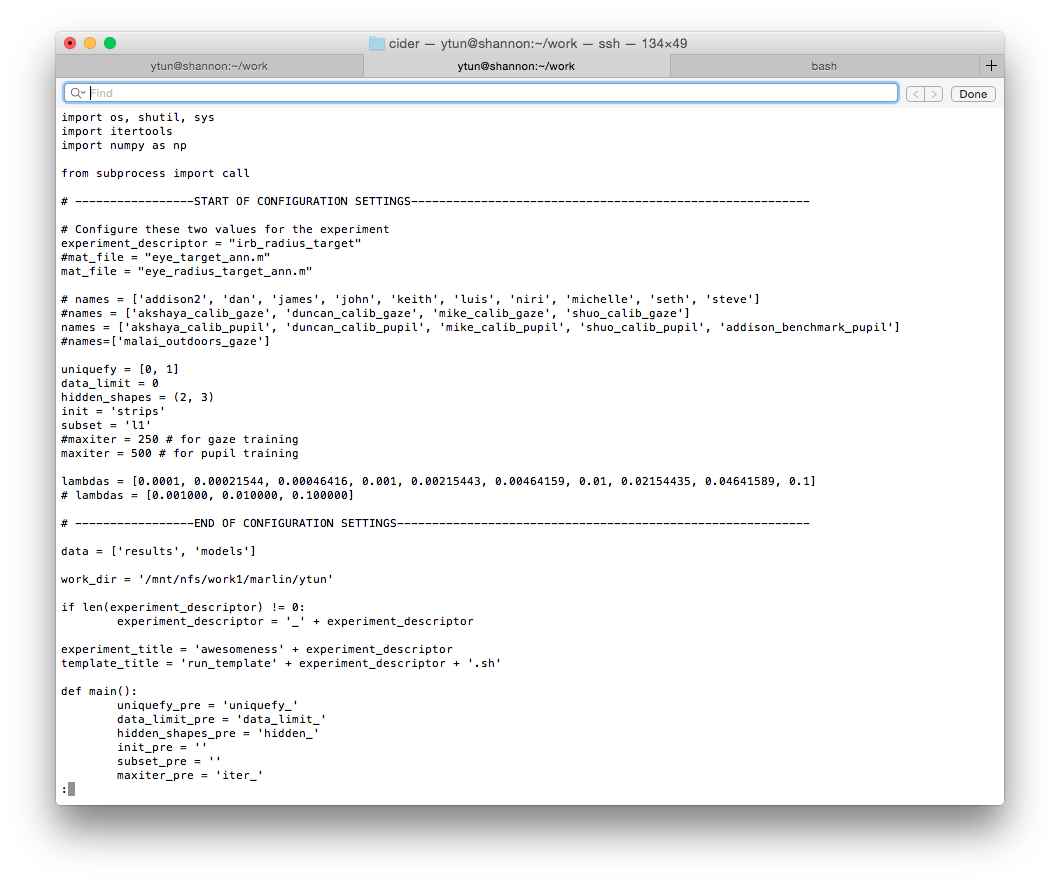 cider — ytun@shannon:~/work — ssh — 134×49
ytun@shannon:~/work ytun@shannon:~/work bash +
Find < > Done
import os, shutil, sys
import itertools
import numpy as np
from subprocess import call
# -----------------START OF CONFIGURATION SETTINGS---------------------------------------------------------
# Configure these two values for the experiment
experiment_descriptor = "irb_radius_target"
#mat_file = "eye_target_ann.m"
mat_file = "eye_radius_target_ann.m"
# names = ['addison2', 'dan', 'james', 'john', 'keith', 'luis', 'niri', 'michelle', 'seth', 'steve']
#names = ['akshaya_calib_gaze', 'duncan_calib_gaze', 'mike_calib_gaze', 'shuo_calib_gaze']
names = ['akshaya_calib_pupil', 'duncan_calib_pupil', 'mike_calib_pupil', 'shuo_calib_pupil', 'addison_benchmark_pupil']
#names=['malai_outdoors_gaze']
uniquefy = [0, 1]
data_limit = 0
hidden_shapes = (2, 3)
init = 'strips'
subset = 'l1'
#maxiter = 250 # for gaze training
maxiter = 500 # for pupil training
lambdas = [0.0001, 0.00021544, 0.00046416, 0.001, 0.00215443, 0.00464159, 0.01, 0.02154435, 0.04641589, 0.1]
# lambdas = [0.001000, 0.010000, 0.100000]
# -----------------END OF CONFIGURATION SETTINGS-----------------------------------------------------------
data = ['results', 'models']
work_dir = '/mnt/nfs/work1/marlin/ytun'
if len(experiment_descriptor) != 0:
        experiment_descriptor = '_' + experiment_descriptor
experiment_title = 'awesomeness' + experiment_descriptor
template_title = 'run_template' + experiment_descriptor + '.sh'
def main():
        uniquefy_pre = 'uniquefy_'
        data_limit_pre = 'data_limit_'
        hidden_shapes_pre = 'hidden_'
        init_pre = ''
        subset_pre = ''
        maxiter_pre = 'iter_'
: